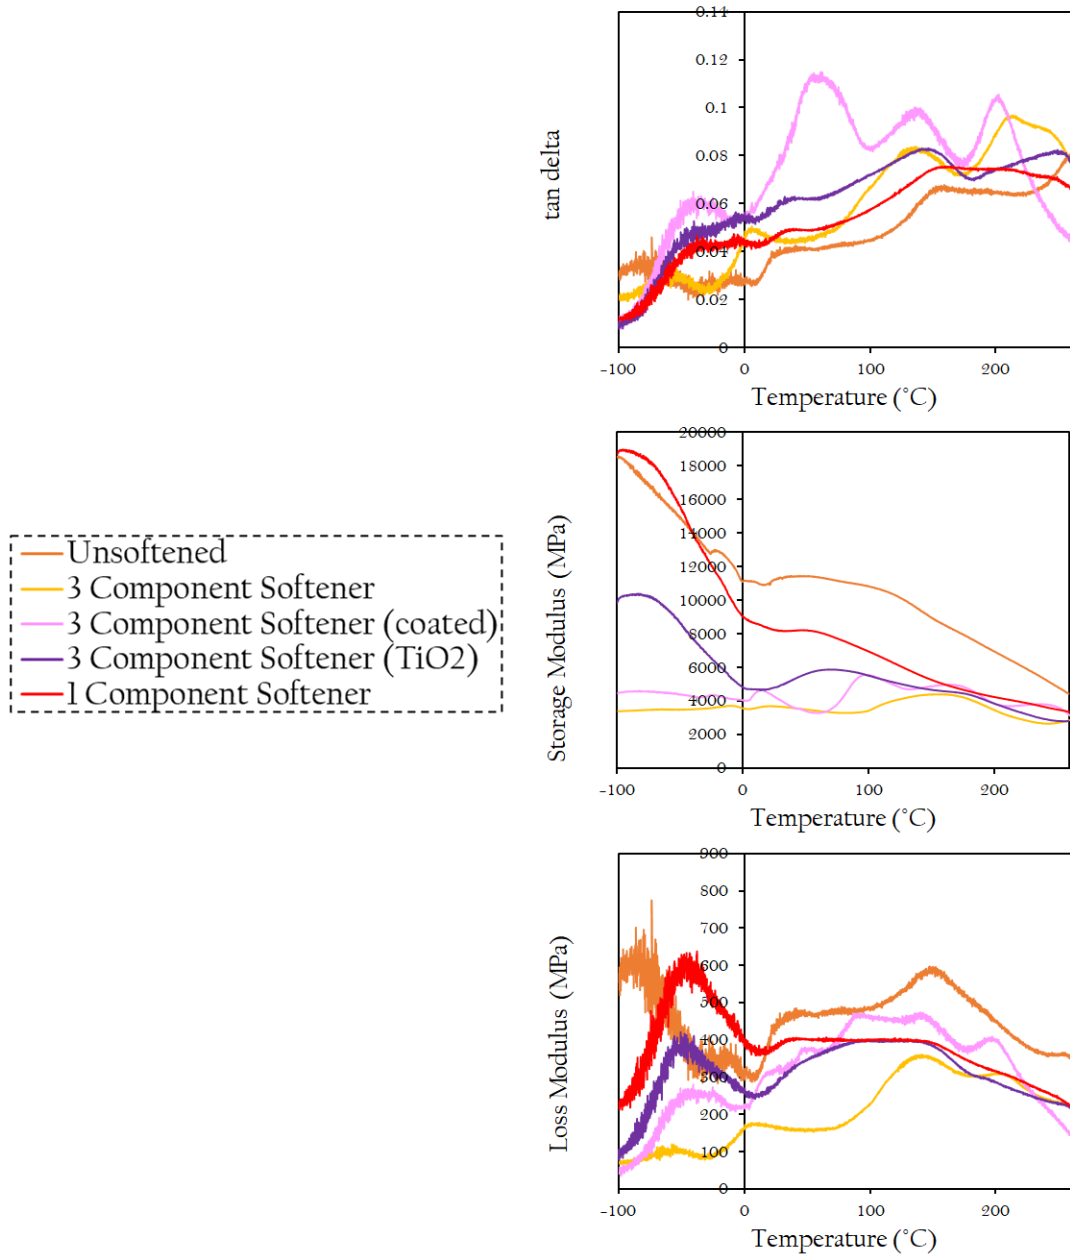 0.14
0.12
0.1
0.08
0.06
0.04
0.02
0
tan delta
-100 0 100 200
Temperature (°C)
20000
18000
16000
14000
12000
10000
8000
6000
4000
2000
0
Storage Modulus (MPa)
-100 0 100 200
Temperature (°C)
Unsoftened
3 Component Softener
3 Component Softener (coated)
3 Component Softener (TiO2)
1 Component Softener
900
800
700
600
500
400
300
200
100
0
Loss Modulus (MPa)
-100 0 100 200
Temperature (°C)